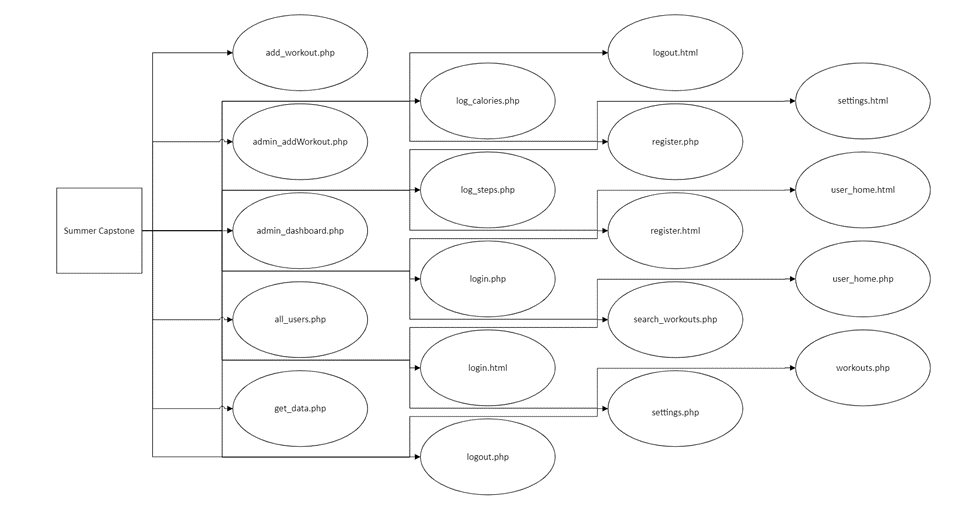 Summer Capstone
add_workout.php
admin_addWorkout.php
admin_dashboard.php
all_users.php
get_data.php
log_calories.php
log_steps.php
login.php
login.html
logout.php
logout.html
register.php
register.html
search_workouts.php
settings.php
settings.html
user_home.html
user_home.php
workouts.php